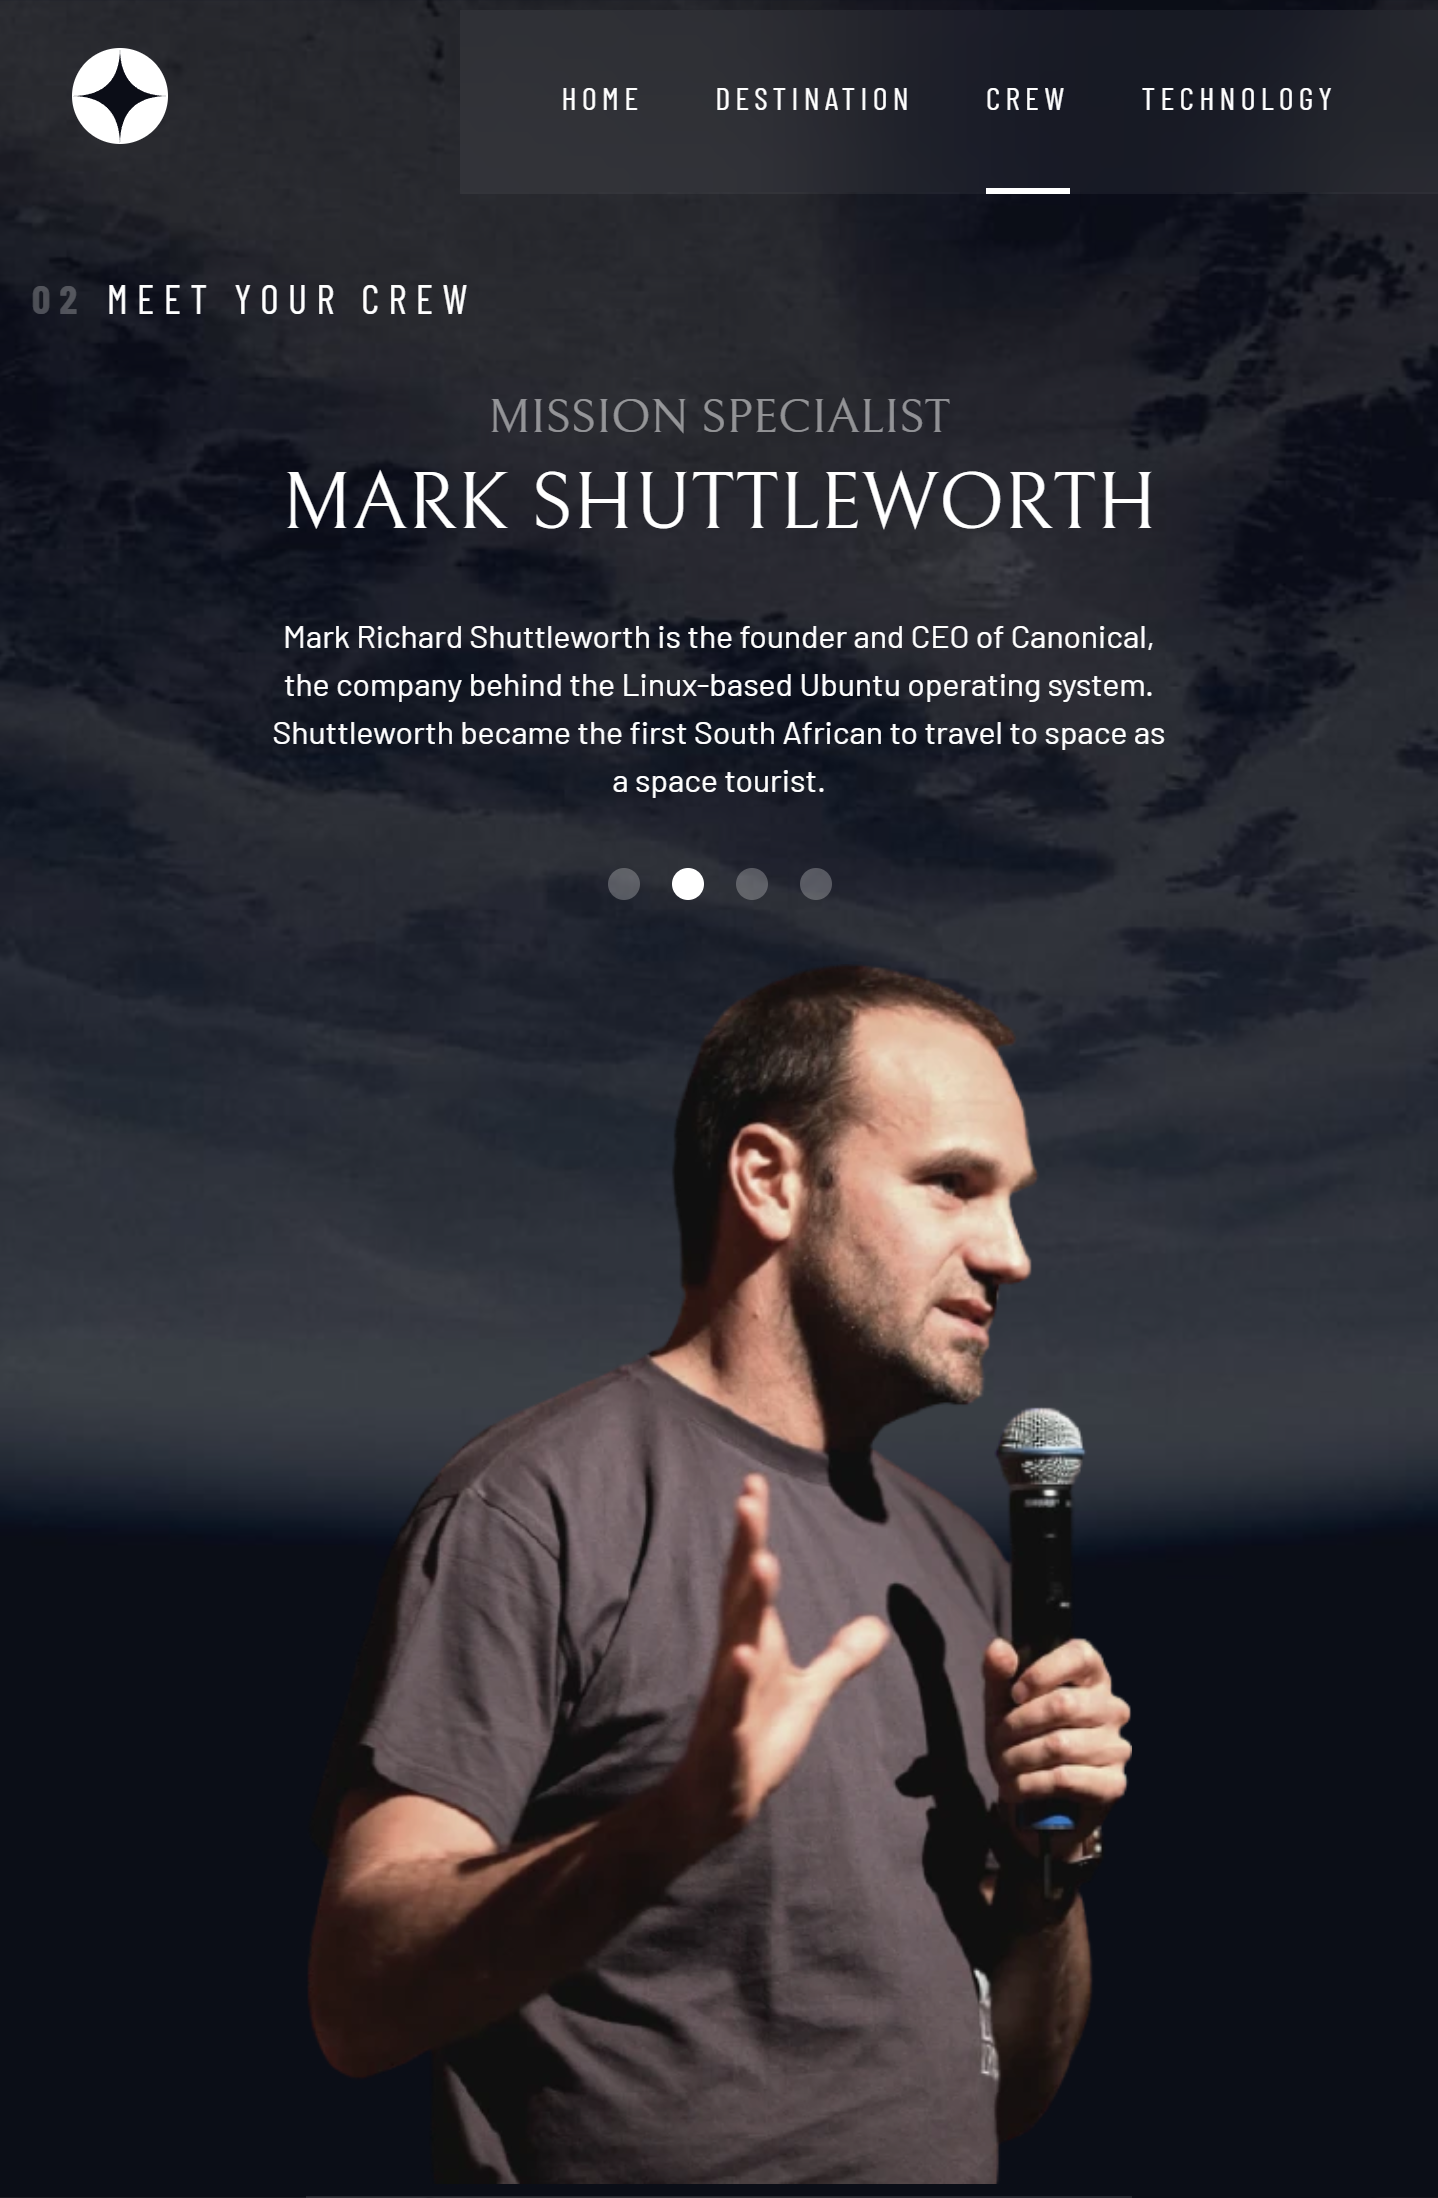 HOME DESTINATION CREW TECHNOLOGY
02 MEET YOUR CREW
MISSION SPECIALIST
MARK SHUTTLEWORTH
Mark Richard Shuttleworth is the founder and CEO of Canonical,
the company behind the Linux-based Ubuntu operating system.
Shuttleworth became the first South African to travel to space as
a space tourist.